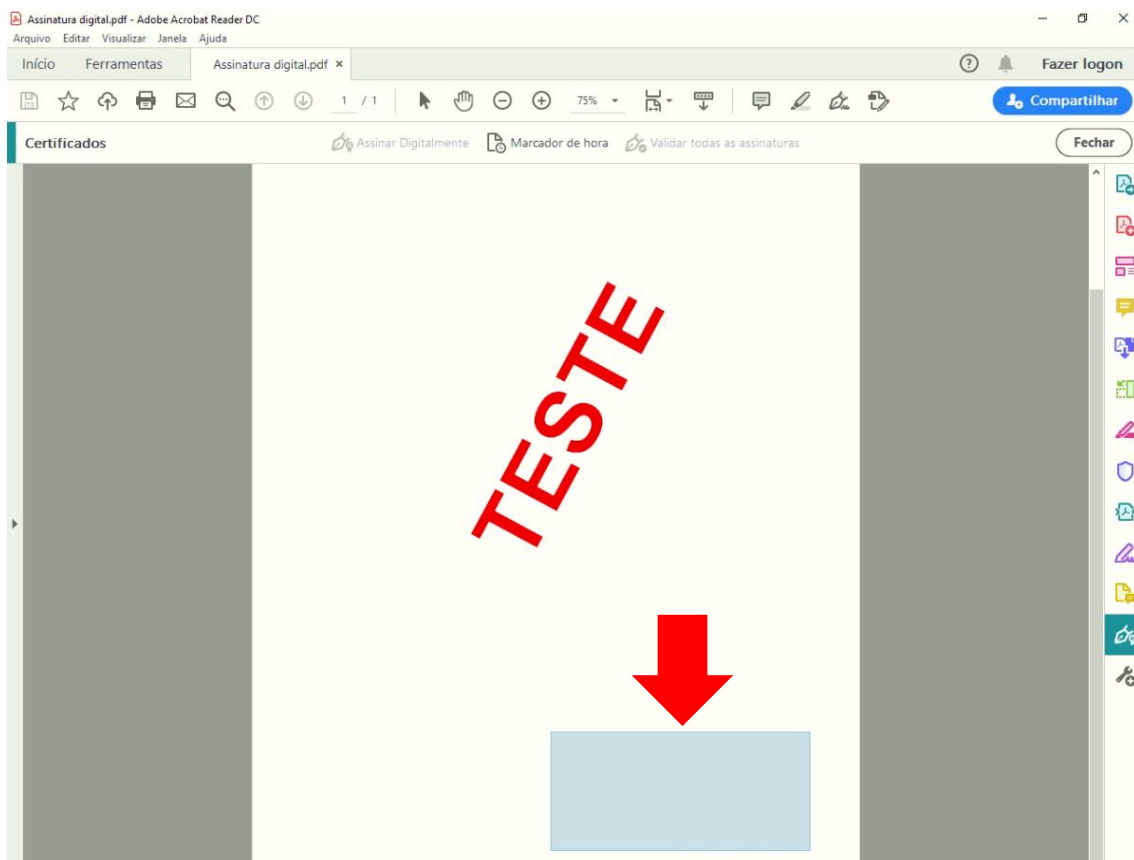 Assinatura digital.pdf - Adobe Acrobat Reader DC
Arquivo Editar Visualizar Janela Ajuda
Início Ferramentas Assinatura digital.pdf × Fazer logon
1 / 1 75% Compartilhar
Certificados Assinar Digitalmente Marcador de hora Validar todas as assinaturas Fechar
TESTE